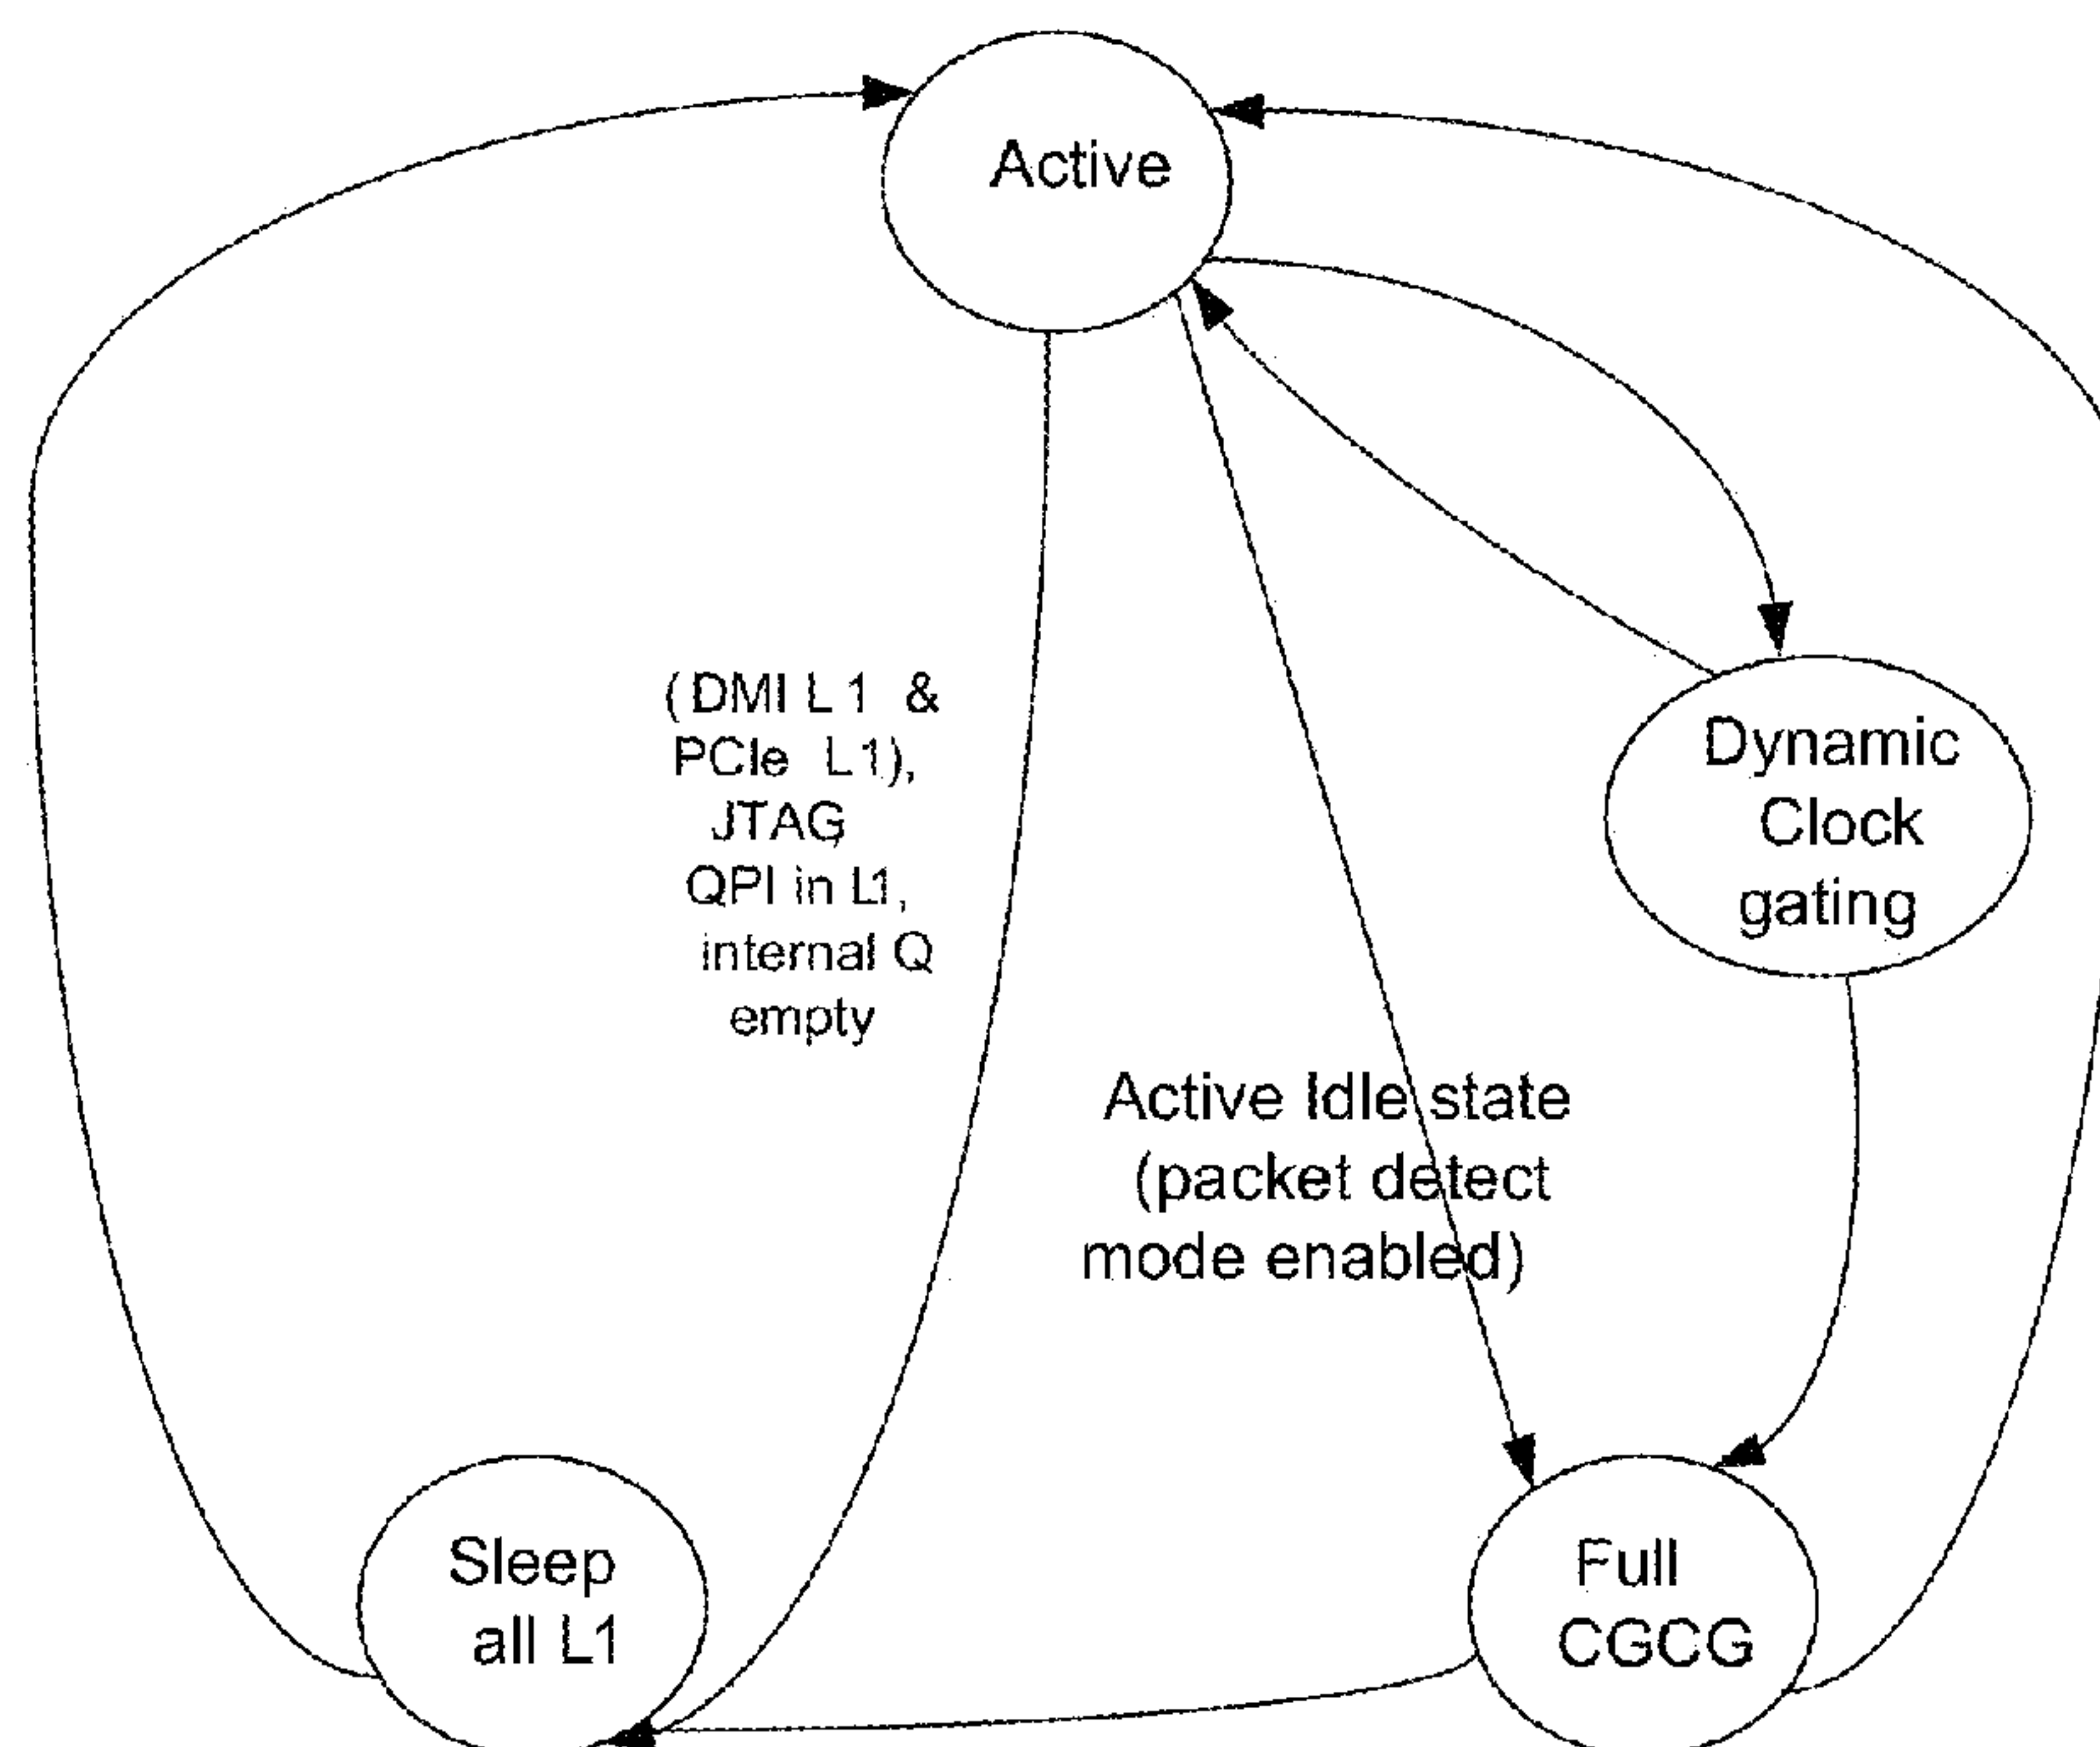 Active
(DMI L1 &
PCIe L1),
JTAG
QPI in L1,
internal Q
empty
Dynamic
Clock
gating
Active Idle state
(packet detect
mode enabled)
Sleep
all L1
Full
CGCG